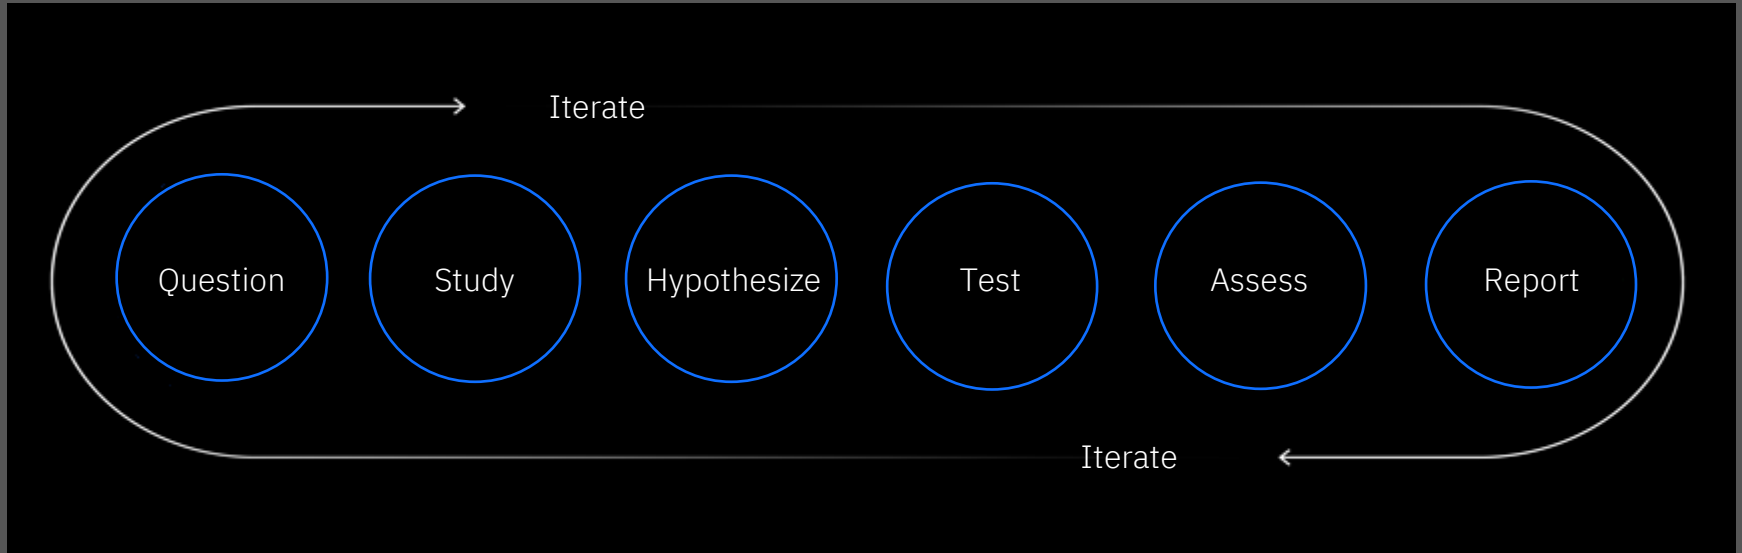 Iterate
Question
Study
Hypothesize
Test
Assess
Report
Iterate